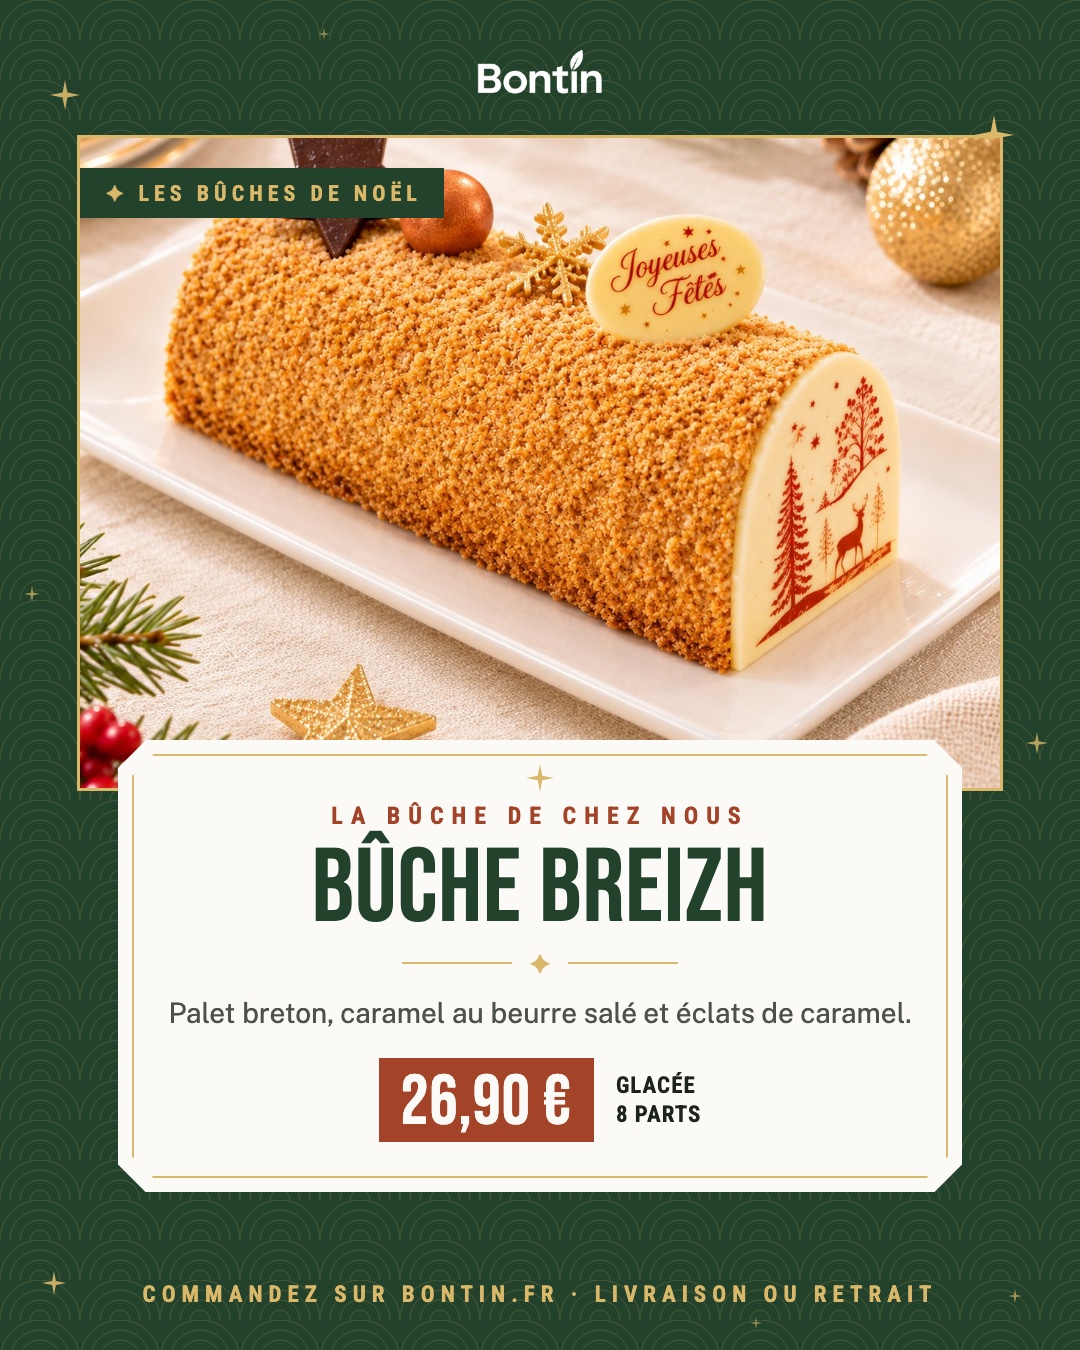 Bontin
LES BÛCHES DE NOËL
Joyeuses
Fêtes
LA BÛCHE DE CHEZ NOUS
BÛCHE BREIZH
Palet breton, caramel au beurre salé et éclats de caramel.
26,90 €
GLACÉE
8 PARTS
COMMANDEZ SUR BONTIN.FR · LIVRAISON OU RETRAIT